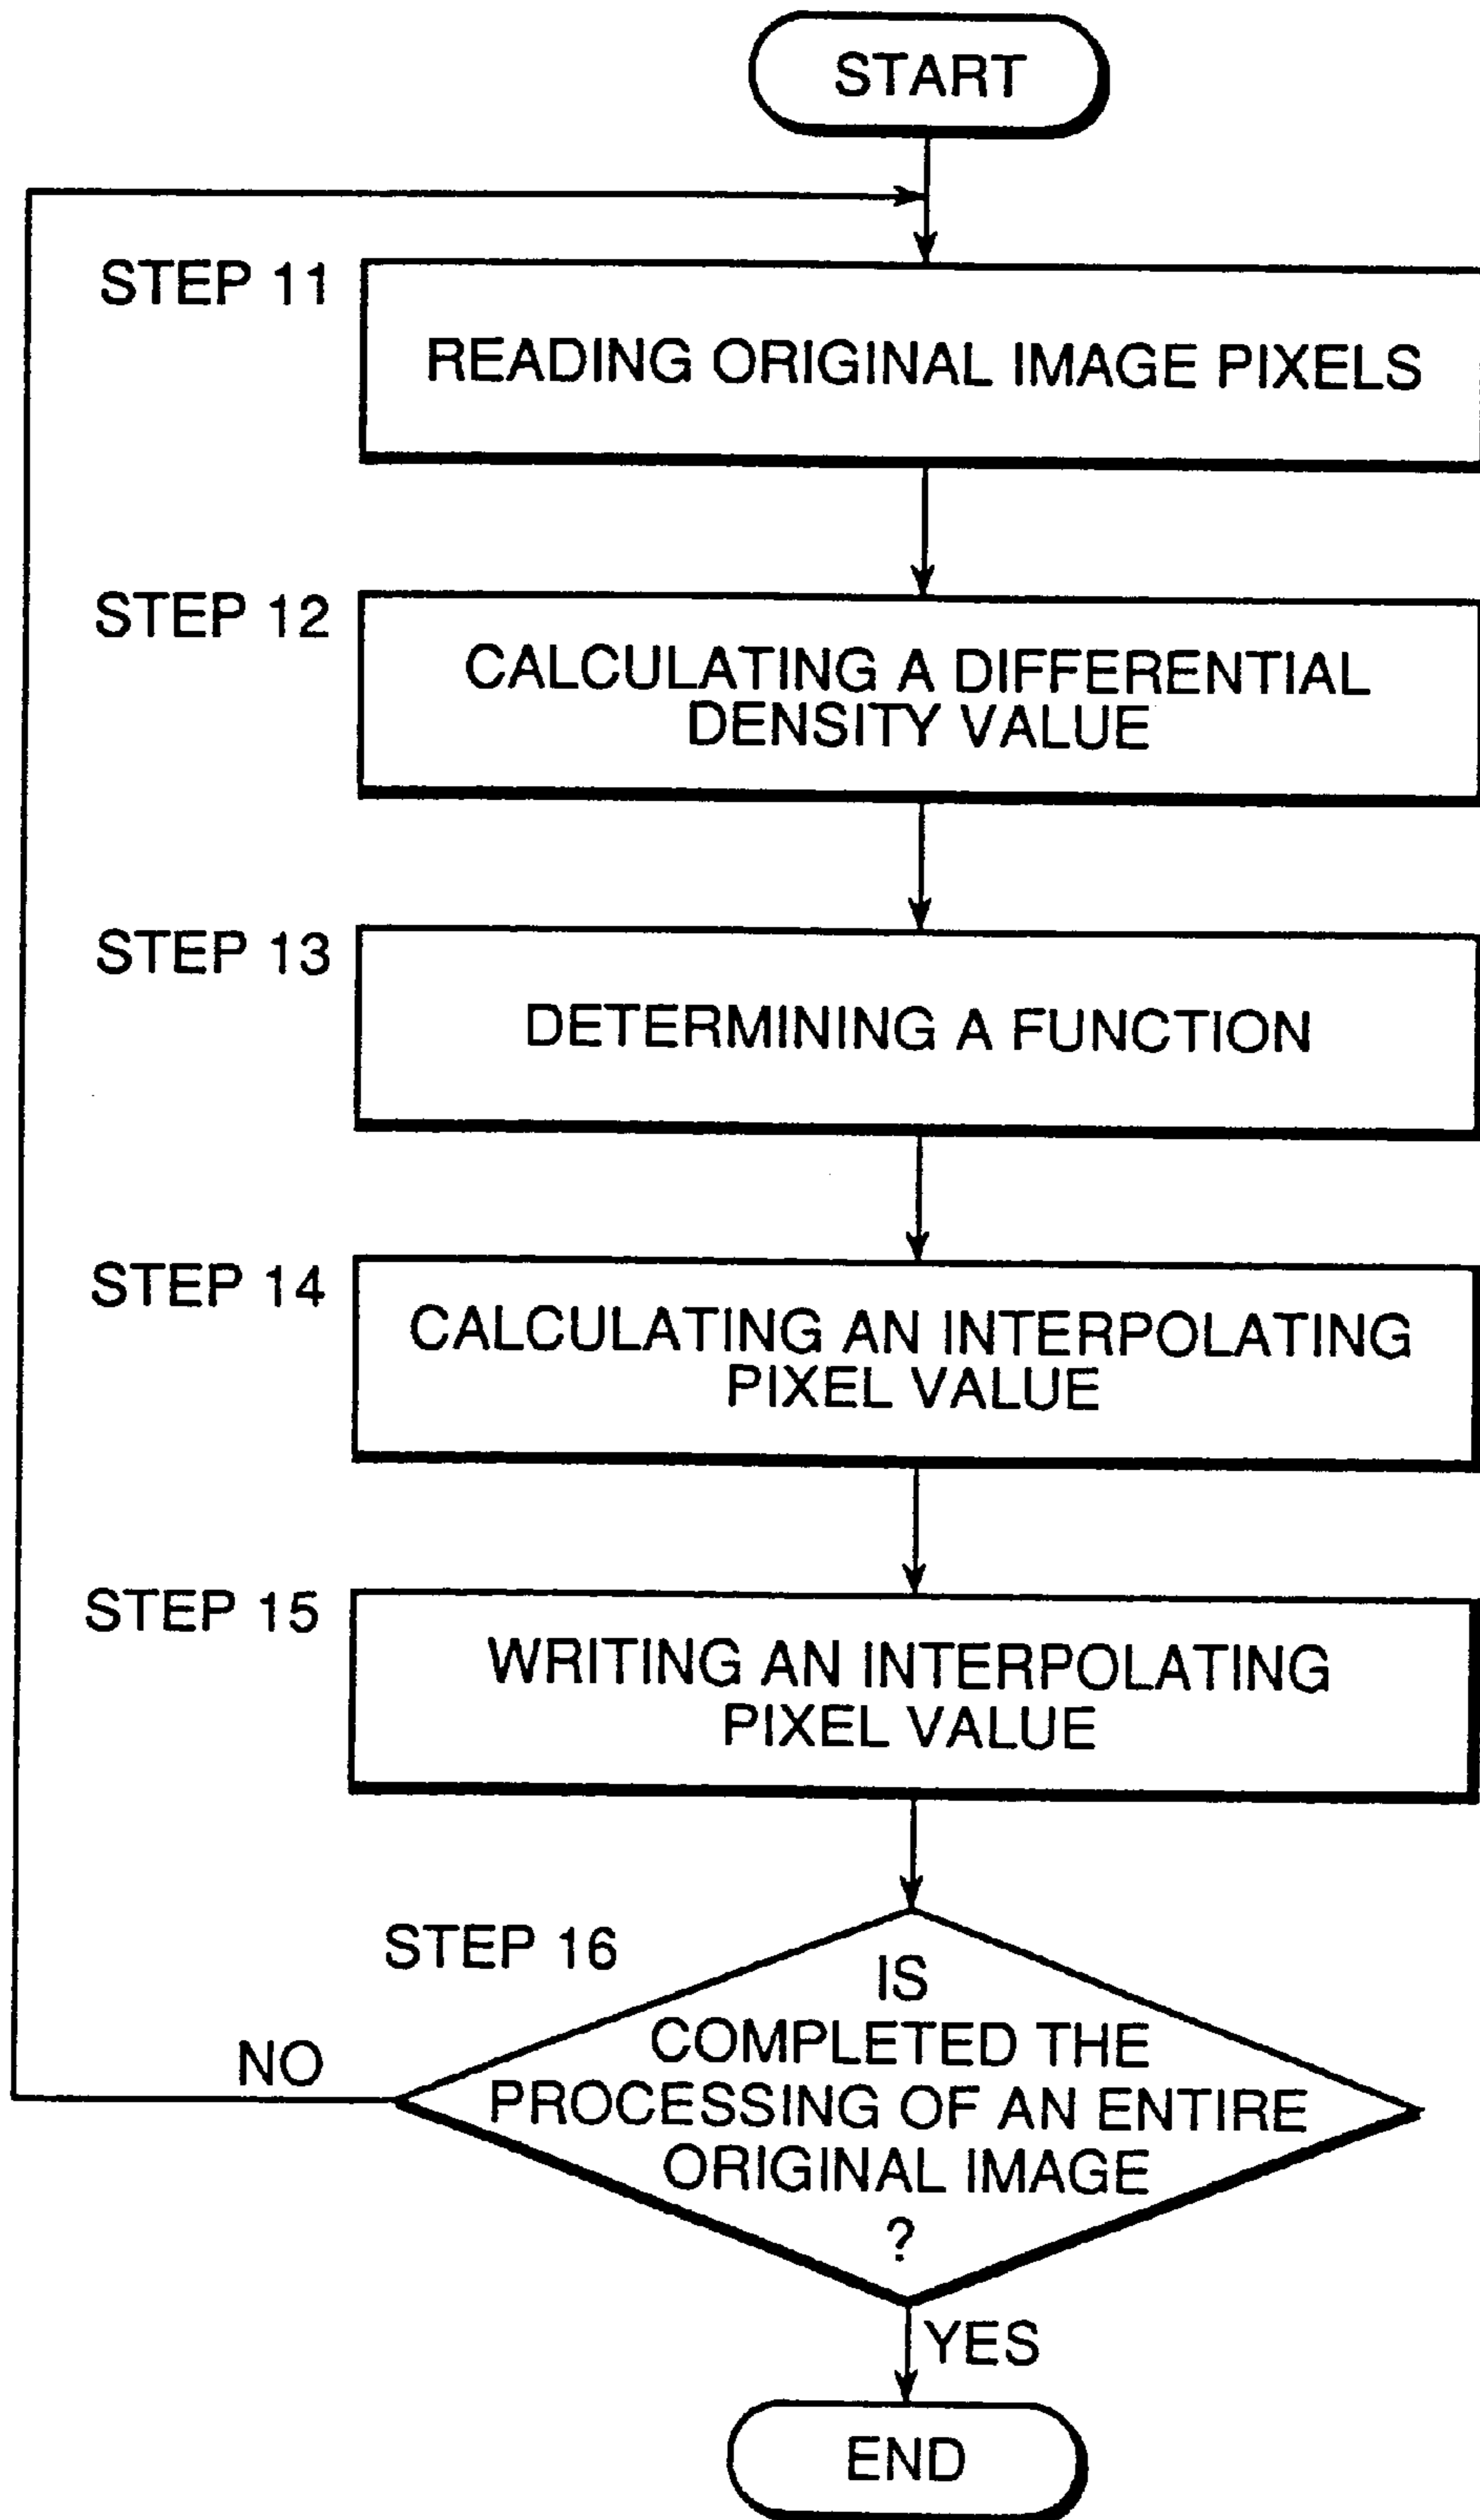 START
STEP 11
READING ORIGINAL IMAGE PIXELS
STEP 12
CALCULATING A DIFFERENTIAL
DENSITY VALUE
STEP 13
DETERMINING A FUNCTION
STEP 14
CALCULATING AN INTERPOLATING
PIXEL VALUE
STEP 15
WRITING AN INTERPOLATING
PIXEL VALUE
STEP 16
IS
COMPLETED THE
PROCESSING OF AN ENTIRE
ORIGINAL IMAGE
?
NO
YES
END